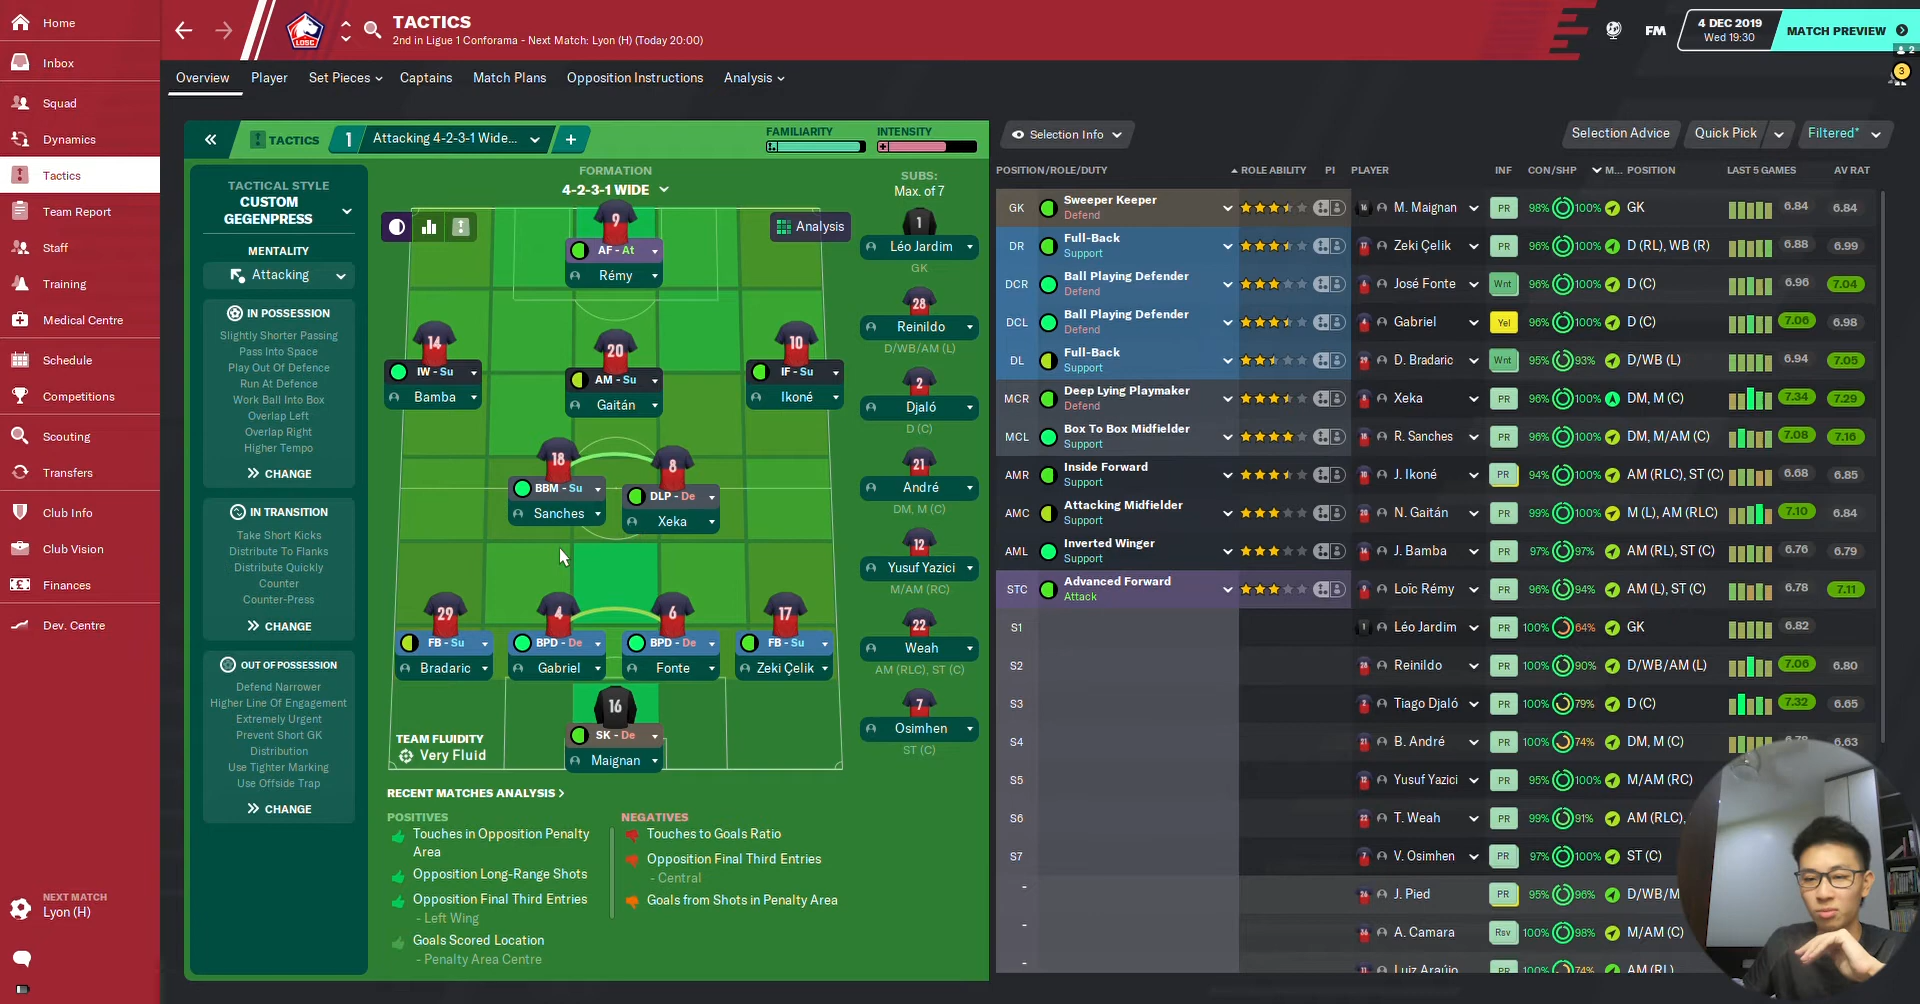 Home
Inbox
Squad
Dynamics
Tactics
Team Report
Staff
Training
Medical Centre
Schedule
Competitions
Scouting
Transfers
Club Info
Club Vision
Finances
Dev. Centre
NEXT MATCH
Lyon (H)
LOSC
TACTICS
2nd in Ligue 1 Conforama - Next Match: Lyon (H) (Today 20:00)
FM
4 DEC 2019
Wed 19:30
MATCH PREVIEW
2
3
Overview Player Set Pieces Captains Match Plans Opposition Instructions Analysis
TACTICS 1 Attacking 4-2-3-1 Wide... +
FAMILIARITY
INTENSITY
TACTICAL STYLE
CUSTOM
GEGENPRESS
MENTALITY
Attacking
IN POSSESSION
Slightly Shorter Passing
Pass Into Space
Play Out Of Defence
Run At Defence
Work Ball Into Box
Overlap Left
Overlap Right
Higher Tempo
CHANGE
IN TRANSITION
Take Short Kicks
Distribute To Flanks
Distribute Quickly
Counter
Counter-Press
CHANGE
OUT OF POSSESSION
Defend Narrower
Higher Line Of Engagement
Extremely Urgent
Prevent Short GK
Distribution
Use Tighter Marking
Use Offside Trap
CHANGE
FORMATION
4-2-3-1 WIDE
Analysis
9
AF - At
Rémy
14
IW - Su
Bamba
20
AM - Su
Gaitán
10
IF - Su
Ikoné
18
BBM - Su
Sanches
8
DLP - De
Xeka
29
FB - Su
Bradaric
4
BPD - De
Gabriel
6
BPD - De
Fonte
17
FB - Su
Zeki Çelik
16
SK - De
Maignan
TEAM FLUIDITY
Very Fluid
SUBS:
Max. of 7
1
Léo Jardim
GK
28
Reinildo
D/WB/AM (L)
2
Djaló
D (C)
21
André
DM, M (C)
12
Yusuf Yazici
M/AM (RC)
22
Weah
AM (RLC), ST (C)
7
Osimhen
ST (C)
RECENT MATCHES ANALYSIS >
POSITIVES
Touches in Opposition Penalty
Area
Opposition Long-Range Shots
Opposition Final Third Entries
- Left Wing
Goals Scored Location
- Penalty Area Centre
NEGATIVES
Touches to Goals Ratio
Opposition Final Third Entries
- Central
Goals from Shots in Penalty Area
Selection Info
Selection Advice Quick Pick Filtered*
POSITION/ROLE/DUTY ROLE ABILITY PI PLAYER INF CON/SHP M... POSITION LAST 5 GAMES AV RAT
GK Sweeper Keeper Defend M. Maignan PR 98% 100% GK 6.84 6.84
DR Full-Back Support Zeki Çelik PR 96% 100% D (RL), WB (R) 6.88 6.99
DCR Ball Playing Defender Defend José Fonte Wnt 96% 100% D (C) 6.96 7.04
DCL Ball Playing Defender Defend Gabriel Yel 96% 100% D (C) 7.06 6.98
DL Full-Back Support D. Bradaric Wnt 95% 93% D/WB (L) 6.94 7.05
MCR Deep Lying Playmaker Defend Xeka PR 96% 100% DM, M (C) 7.34 7.29
MCL Box To Box Midfielder Support R. Sanches PR 96% 100% DM, M/AM (C) 7.08 7.16
AMR Inside Forward Support J. Ikoné PR 94% 100% AM (RLC), ST (C) 6.68 6.85
AMC Attacking Midfielder Support N. Gaitán PR 99% 100% M (L), AM (RLC) 7.10 6.84
AML Inverted Winger Support J. Bamba PR 97% 97% AM (RL), ST (C) 6.76 6.79
STC Advanced Forward Attack Loïc Rémy PR 96% 94% AM (L), ST (C) 6.78 7.11
S1 Léo Jardim PR 100% 64% GK 6.82
S2 Reinildo PR 100% 90% D/WB/AM (L) 7.06 6.80
S3 Tiago Djaló PR 100% 79% D (C) 7.32 6.65
S4 B. André PR 100% 74% DM, M (C) 6.78 6.63
S5 Yusuf Yazici PR 95% 100% M/AM (RC)
S6 T. Weah PR 99% 91% AM (RLC),
S7 V. Osimhen PR 97% 100% ST (C)
- J. Pied PR 95% 96% D/WB/M
- A. Camara Rsv 100% 98% M/AM (C)
- Luiz Araújo PR 100% 74% AM (RL)